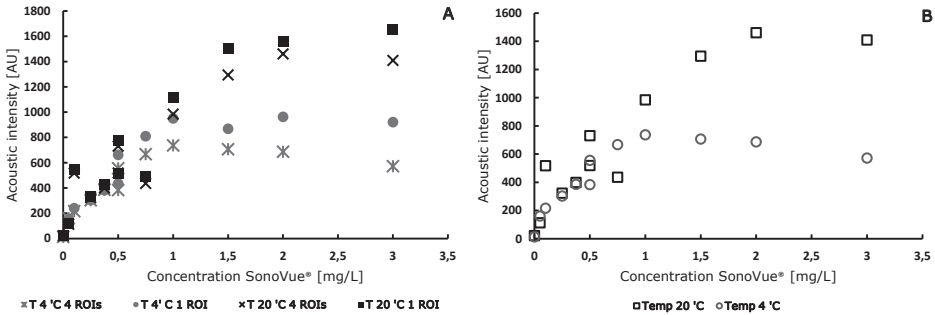 A
Acoustic intensity [AU]
1800
1600
1400
1200
1000
800
600
400
200
0
0 0,5 1 1,5 2 2,5 3 3,5
Concentration SonoVue® [mg/L]
T 4 'C 4 ROIs T 4' C 1 ROI T 20 'C 4 ROIs T 20 'C 1 ROI
B
Acoustic intensity [AU]
1600
1400
1200
1000
800
600
400
200
0
0 0,5 1 1,5 2 2,5 3 3,5
Concentration SonoVue® [mg/L]
Temp 20 'C Temp 4 'C